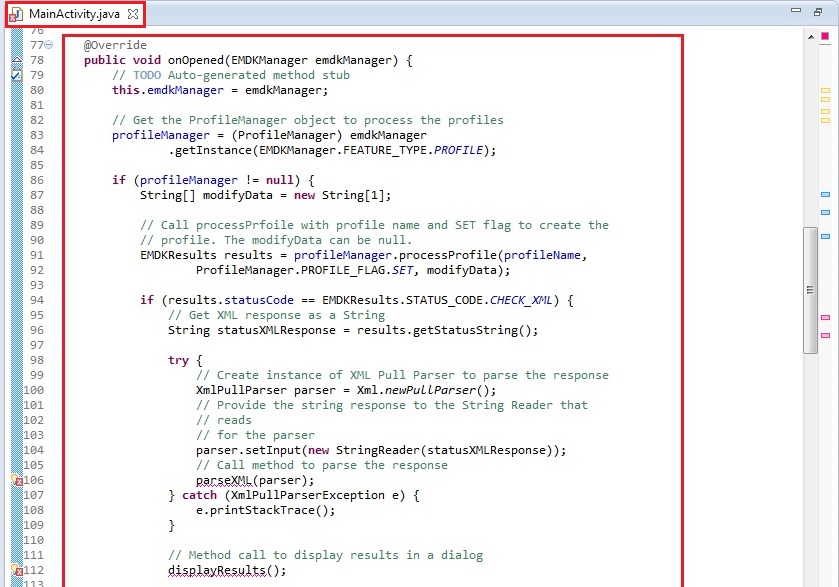 MainActivity.java
76
77 @Override
78 public void onOpened(EMDKManager emdkManager) {
79 // TODO Auto-generated method stub
80 this.emdkManager = emdkManager;
81
82 // Get the ProfileManager object to process the profiles
83 profileManager = (ProfileManager) emdkManager
84 .getInstance(EMDKManager.FEATURE_TYPE.PROFILE);
85
86 if (profileManager != null) {
87 String[] modifyData = new String[1];
88
89 // Call processPrfoile with profile name and SET flag to create the
90 // profile. The modifyData can be null.
91 EMDKResults results = profileManager.processProfile(profileName,
92 ProfileManager.PROFILE_FLAG.SET, modifyData);
93
94 if (results.statusCode == EMDKResults.STATUS_CODE.CHECK_XML) {
95 // Get XML response as a String
96 String statusXMLResponse = results.getStatusString();
97
98 try {
99 // Create instance of XML Pull Parser to parse the response
100 XmlPullParser parser = Xml.newPullParser();
101 // Provide the string response to the String Reader that
102 // reads
103 // for the parser
104 parser.setInput(new StringReader(statusXMLResponse));
105 // Call method to parse the response
106 parseXML(parser);
107 } catch (XmlPullParserException e) {
108 e.printStackTrace();
109 }
110
111 // Method call to display results in a dialog
112 displayResults();
113